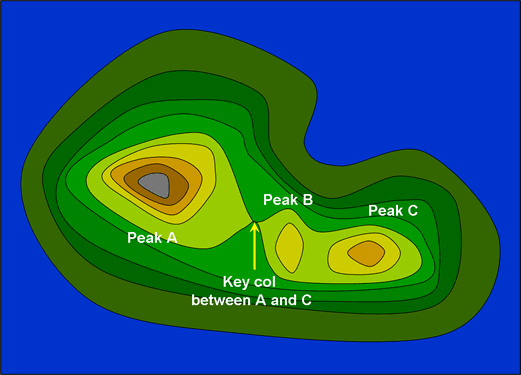 Peak B
Peak C
Peak A
Key col
between A and C